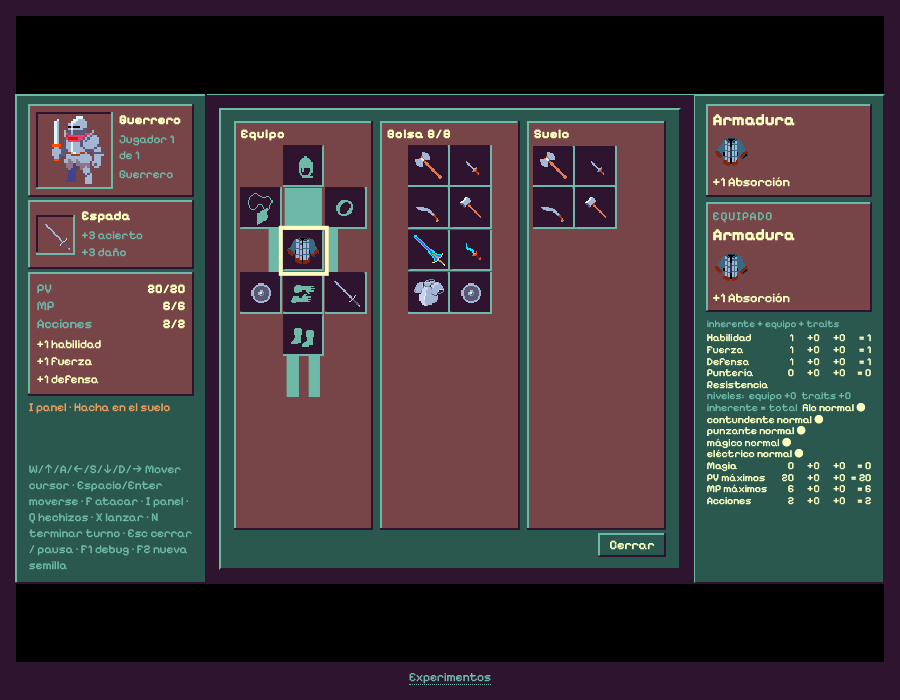 Guerrero
Jugador 1
de 1
Guerrero
Espada
+3 acierto
+3 daño
PV 20/20
MP 6/6
Acciones 2/2
+1 habilidad
+1 Fuerza
+1 defensa
I panel · Hacha en el suelo
W/↑/A/←/S/↓/D/→ Mover
cursor · Espacio/Enter
moverse · F atacar · I panel ·
Q hechizos · X lanzar · N
terminar turno · Esc cerrar
/ pausa · F1 debug · F2 nueva
semilla
Equipo
Bolsa 8/8
Suelo
Cerrar
Armadura
+1 Absorción
EQUIPADO
Armadura
+1 Absorción
inherente + equipo + traits
Habilidad 1 +0 +0 = 1
Fuerza 1 +0 +0 = 1
Defensa 1 +0 +0 = 1
Puntería 0 +0 +0 = 0
Resistencia
niveles: equipo +0 traits +0
inherente = total filo normal
contundente normal
punzante normal
mágico normal
eléctrico normal
Magia 0 +0 +0 = 0
PV máximos 20 +0 +0 = 20
MP máximos 6 +0 +0 = 6
Acciones 2 +0 +0 = 2
Experimentos